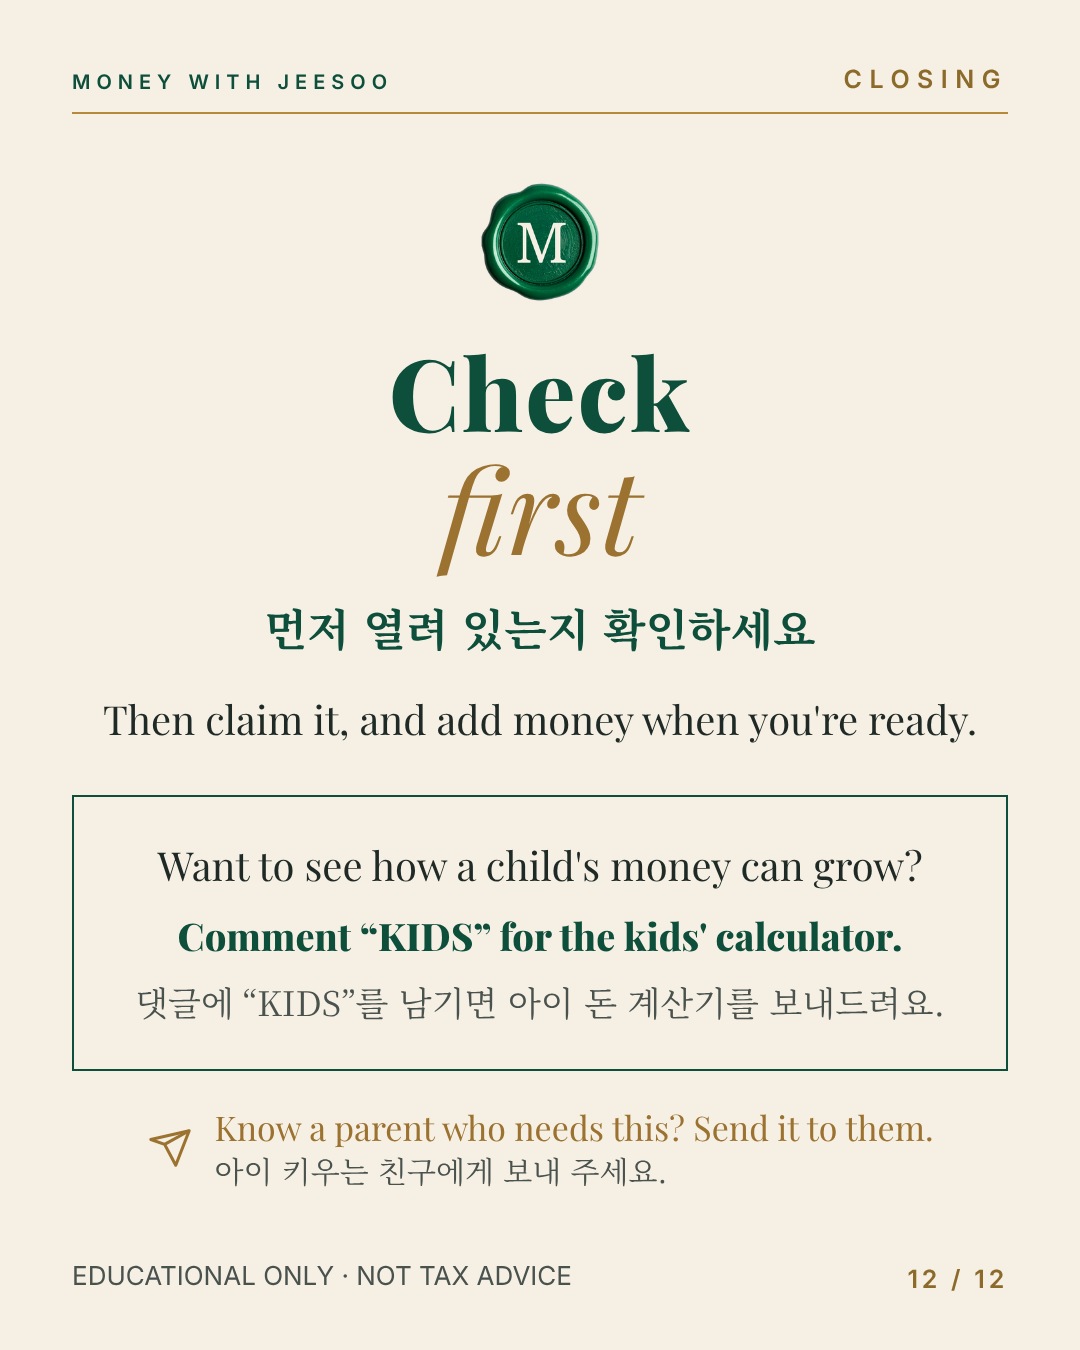 MONEY WITH JEESOO
CLOSING
M
Check
first
먼저 열려 있는지 확인하세요
Then claim it, and add money when you're ready.
Want to see how a child's money can grow?
Comment “KIDS” for the kids' calculator.
댓글에 “KIDS”를 남기면 아이 돈 계산기를 보내드려요.
Know a parent who needs this? Send it to them.
아이 키우는 친구에게 보내 주세요.
EDUCATIONAL ONLY · NOT TAX ADVICE
12 / 12